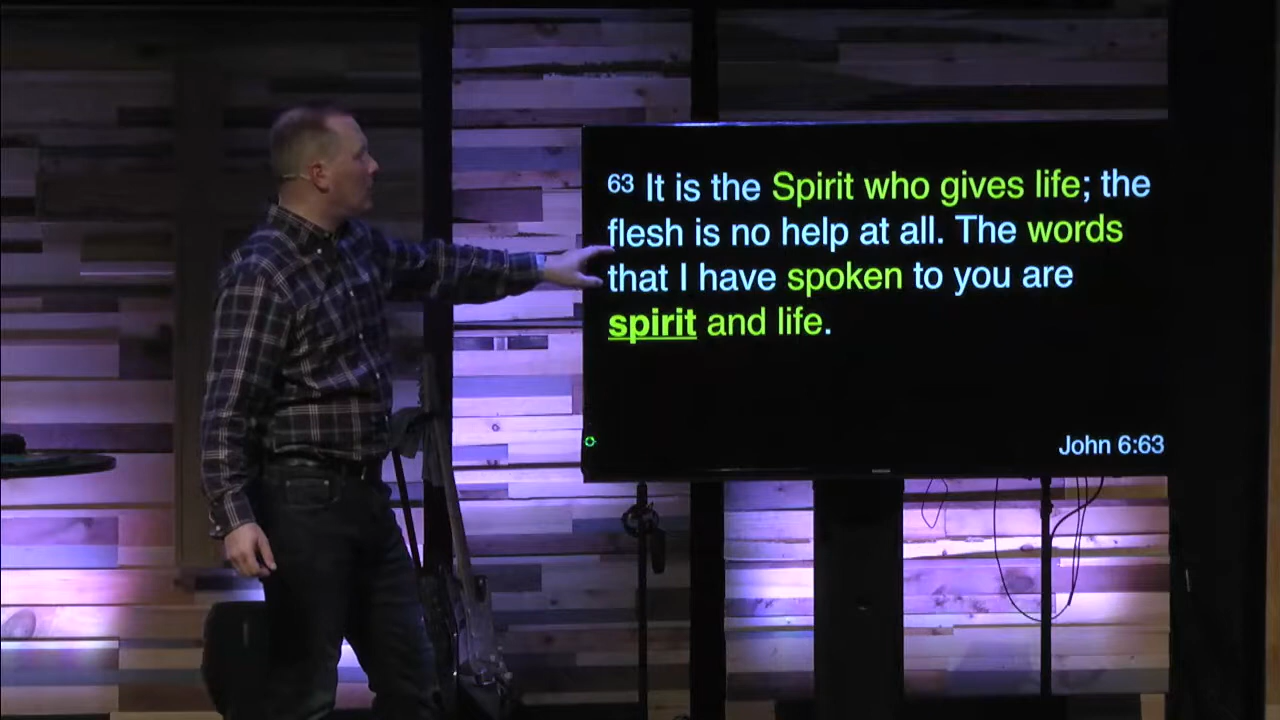 63 It is the Spirit who gives life; the
flesh is no help at all. The words
that I have spoken to you are
spirit and life.
John 6:63